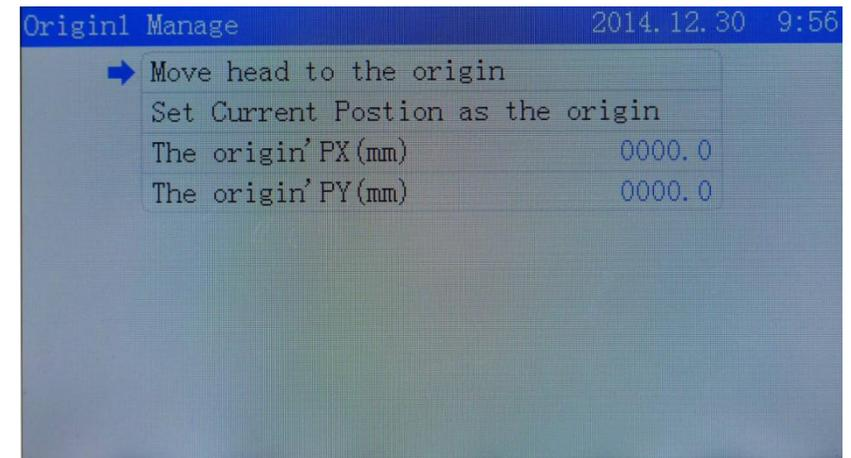 Origin1 Manage 2014.12.30 9:56
Move head to the origin
Set Current Postion as the origin
The origin'PX(mm) 0000.0
The origin'PY(mm) 0000.0